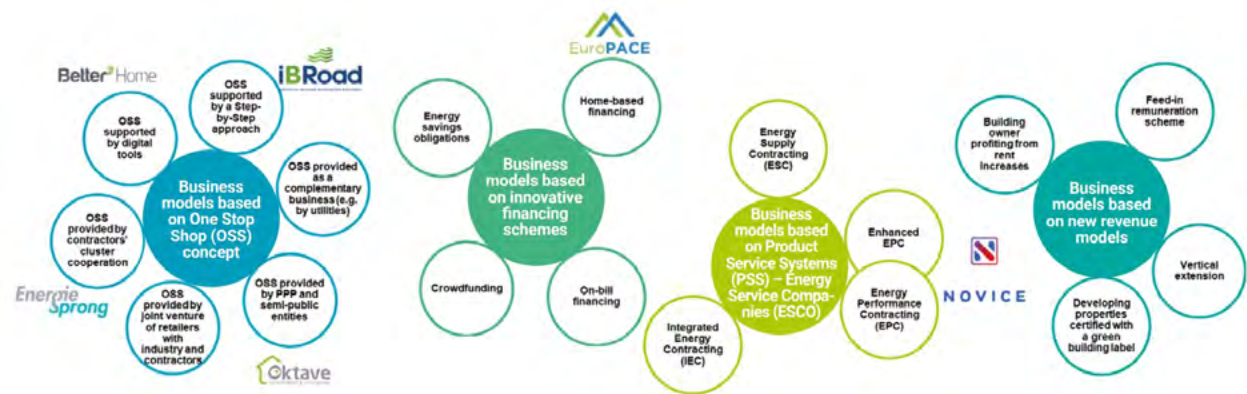 Better³Home
iBRoad
OSS
supported
by a Step-
by-Step
approach
OSS
supported
by digital
tools
OSS provided
as a
complementary
business (e.g.
by utilities)
Business
models based
on One Stop
Shop (OSS)
concept
OSS
provided by
contractors'
cluster
cooperation
OSS provided
by PPP and
semi-public
entities
Energie
Sprong
OSS
provided by
joint venture
of retailers
with
industry and
contractors
Oktave
EuroPACE
Energy
savings
obligations
Home-based
financing
Business
models based
on innovative
financing
schemes
Crowdfunding
On-bill
financing
Energy
Supply
Contracting
(ESC)
Business
models based
on Product
Service Systems
(PSS) – Energy
Service Compa-
nies (ESCO)
Enhanced
EPC
Energy
Performance
Contracting
(EPC)
Integrated
Energy
Contracting
(IEC)
N
NOVICE
Building
owner
profiting from
rent
increases
Feed-in
remuneration
scheme
Business
models based
on new revenue
models
Vertical
extension
Developing
properties
certified with
a green
building label